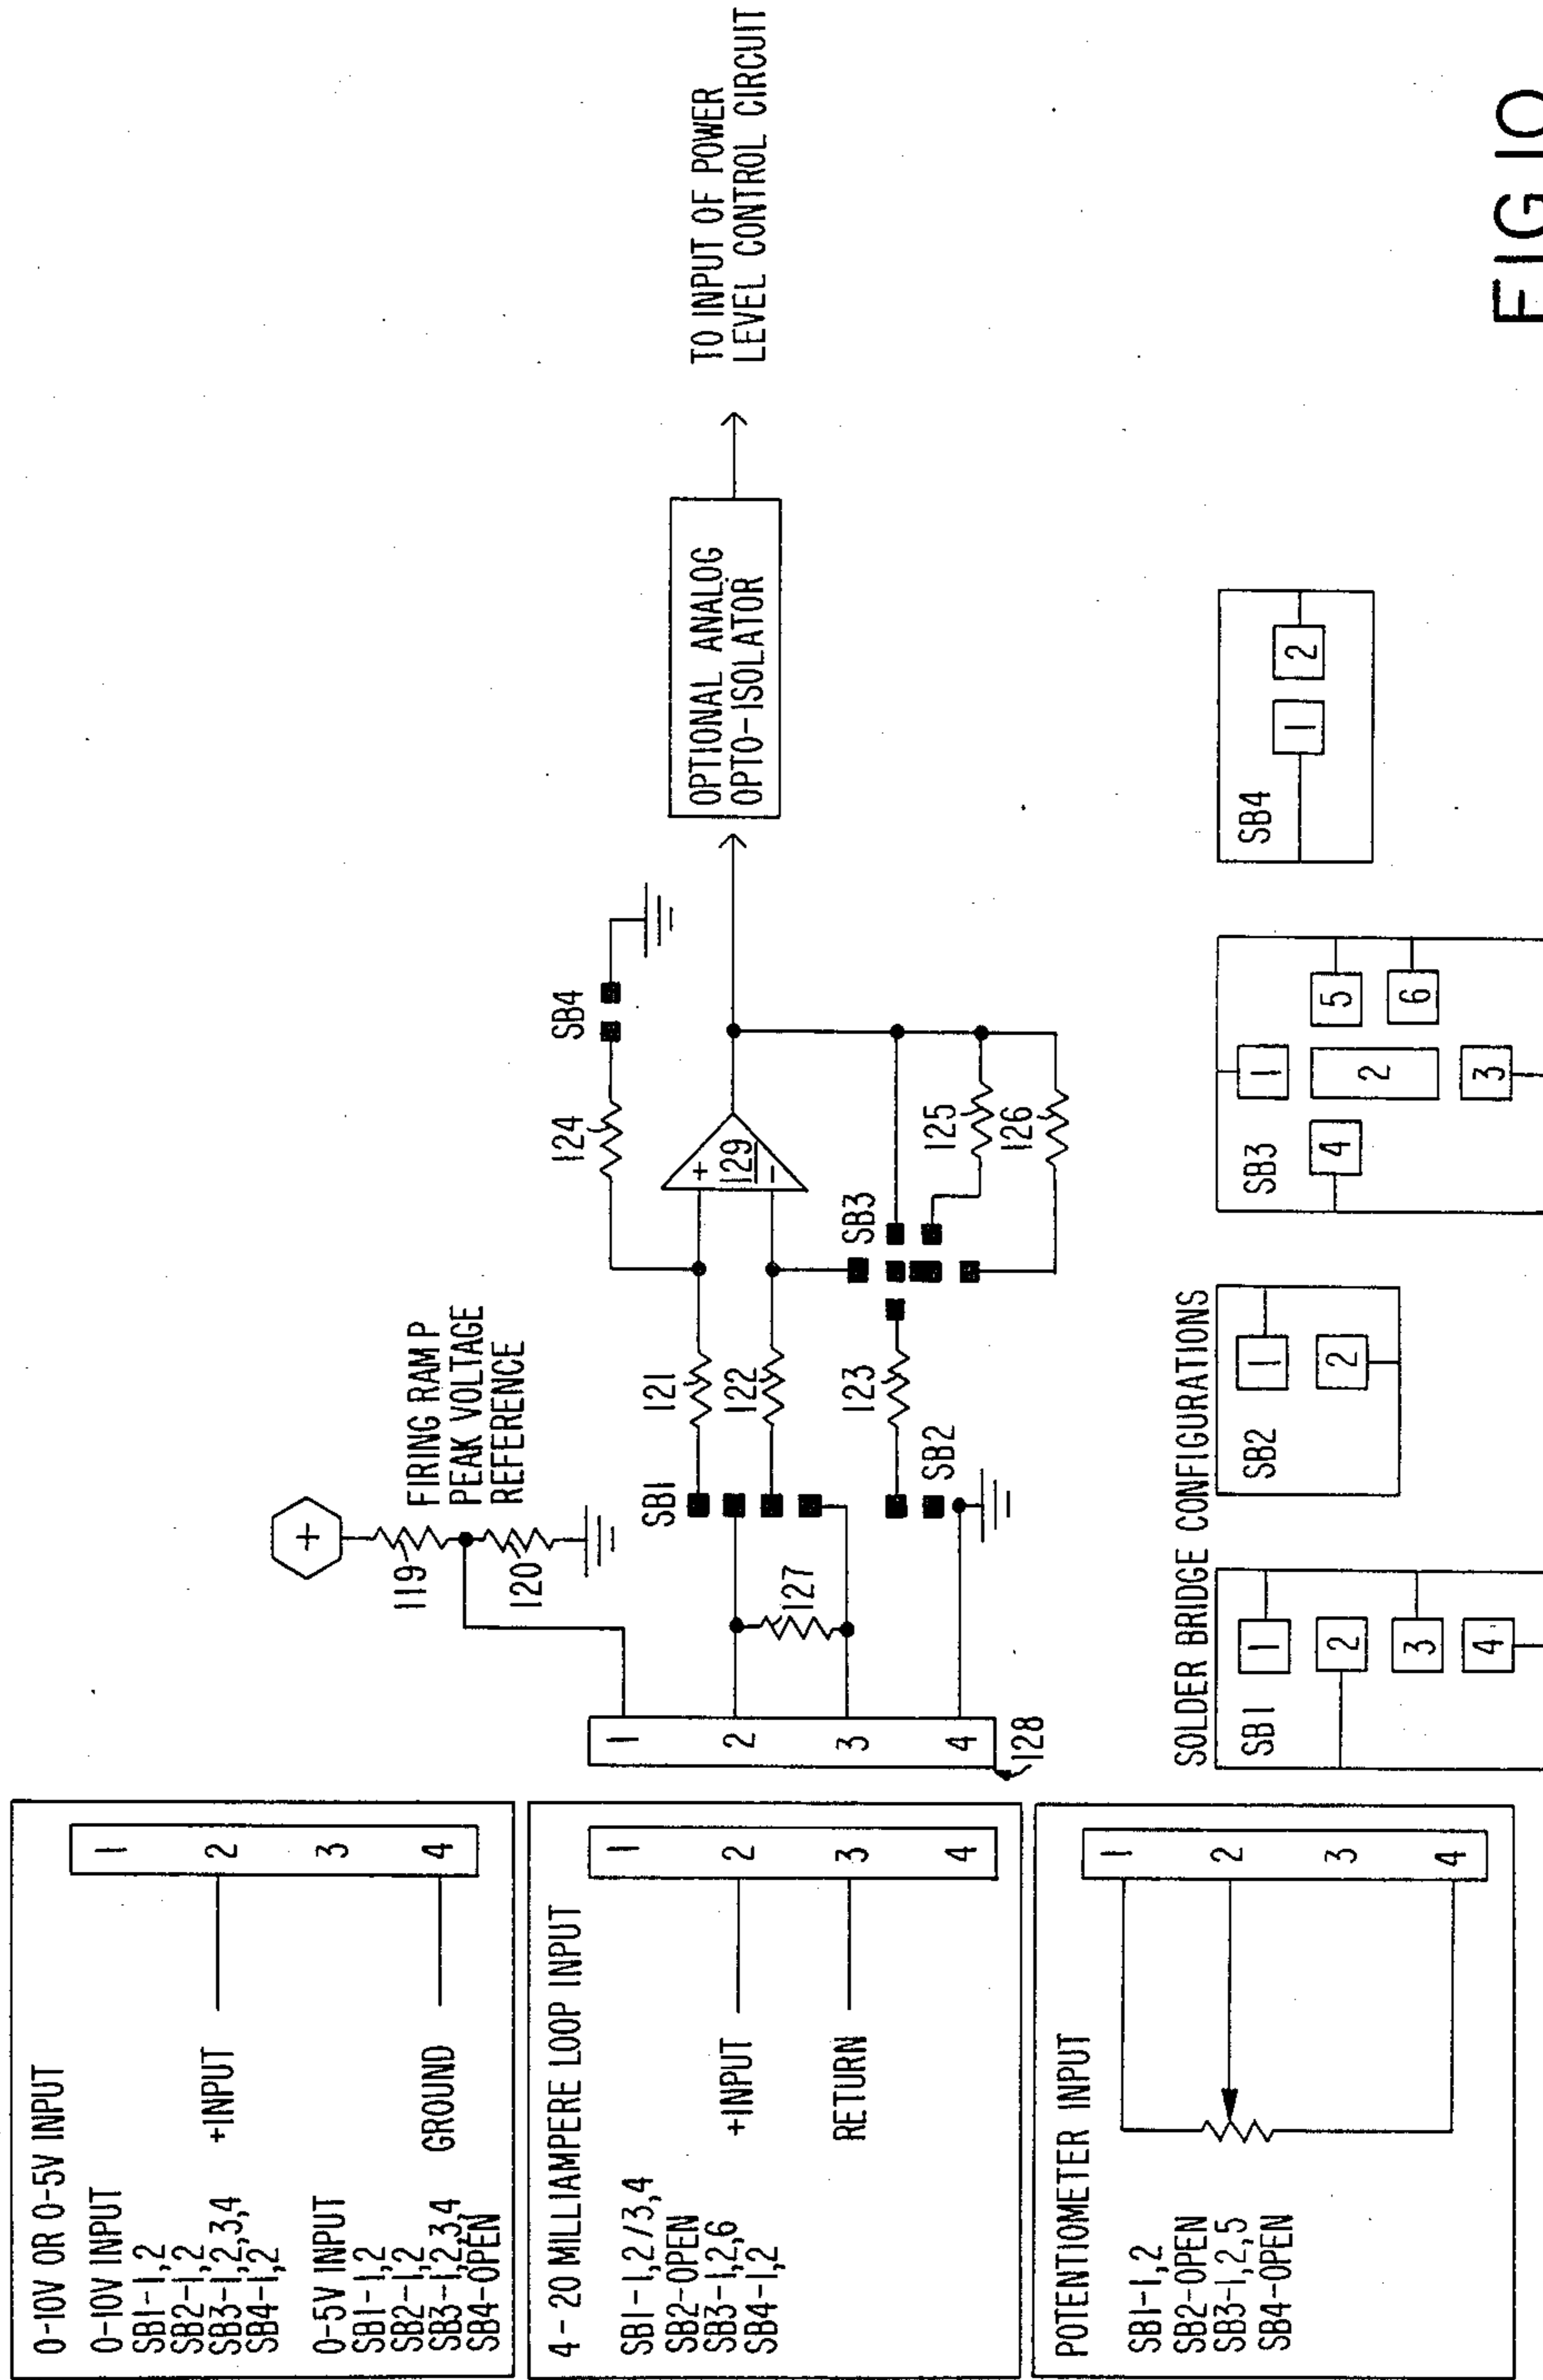 0-10V OR 0-5V INPUT
0-10V INPUT
SB1-1,2
SB2-1,2
SB3-1,2,3,4
SB4-1,2
0-5V INPUT
SB1-1,2
SB2-1,2
SB3-1,2,3,4
SB4-OPEN
+INPUT
GROUND
1
2
3
4
4-20 MILLIAMPERE LOOP INPUT
SB1-1,2/3,4
SB2-OPEN
SB3-1,2,6
SB4-1,2
+INPUT
RETURN
1
2
3
4
POTENTIOMETER INPUT
SB1-1,2
SB2-OPEN
SB3-1,2,5
SB4-OPEN
1
2
3
4
1
2
3
4
128
+
119
120
FIRING RAMP
PEAK VOLTAGE
REFERENCE
127
SB1
121
122
123
SB2
124
SB4
+
129
-
SB3
125
126
OPTIONAL ANALOG
OPTO-ISOLATOR
TO INPUT OF POWER
LEVEL CONTROL CIRCUIT
SOLDER BRIDGE CONFIGURATIONS
SB1
1
2
3
4
SB2
1
2
SB3
1
2
3
4
5
6
SB4
1
2
FIG 10